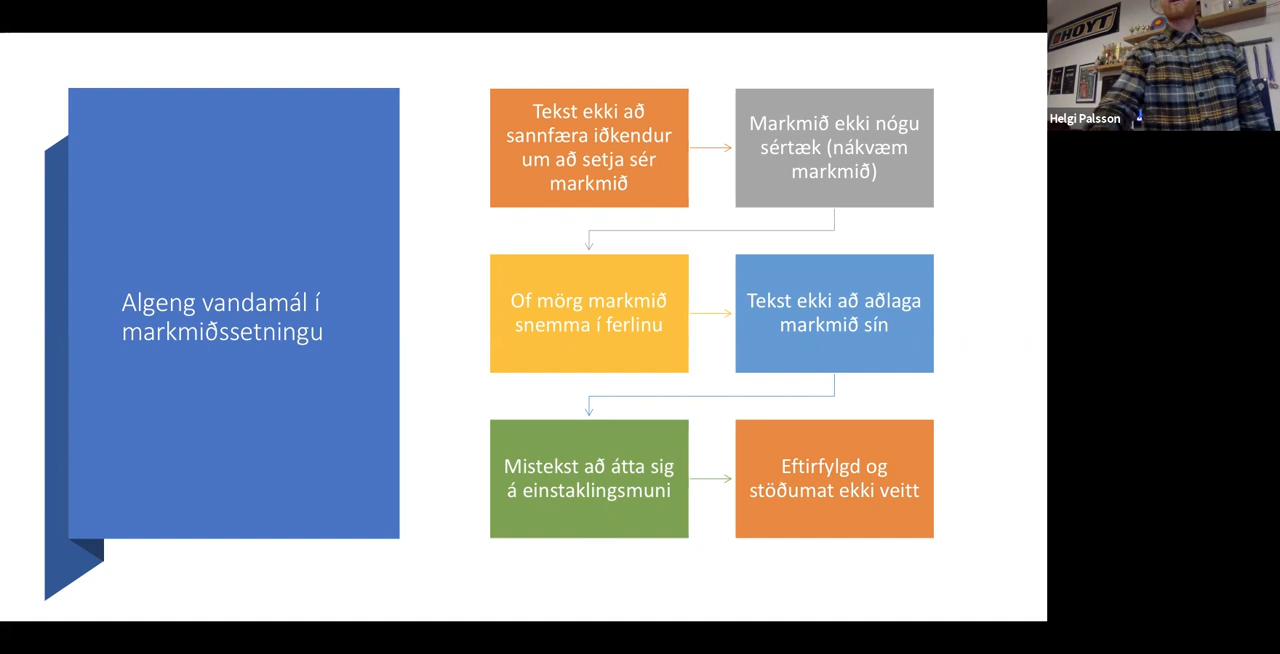 Algeng vandamál í
markmiðssetningu
Tekst ekki að
sannfæra iðkendur
um að setja sér
markmið
Markmið ekki nógu
sértæk (nákvæm
markmið)
Of mörg markmið
snemma í ferlinu
Tekst ekki að aðlaga
markmið sín
Mistekst að átta sig
á einstaklingsmuni
Eftirfylgd og
stöðumat ekki veitt
HOYT
Helgi Palsson